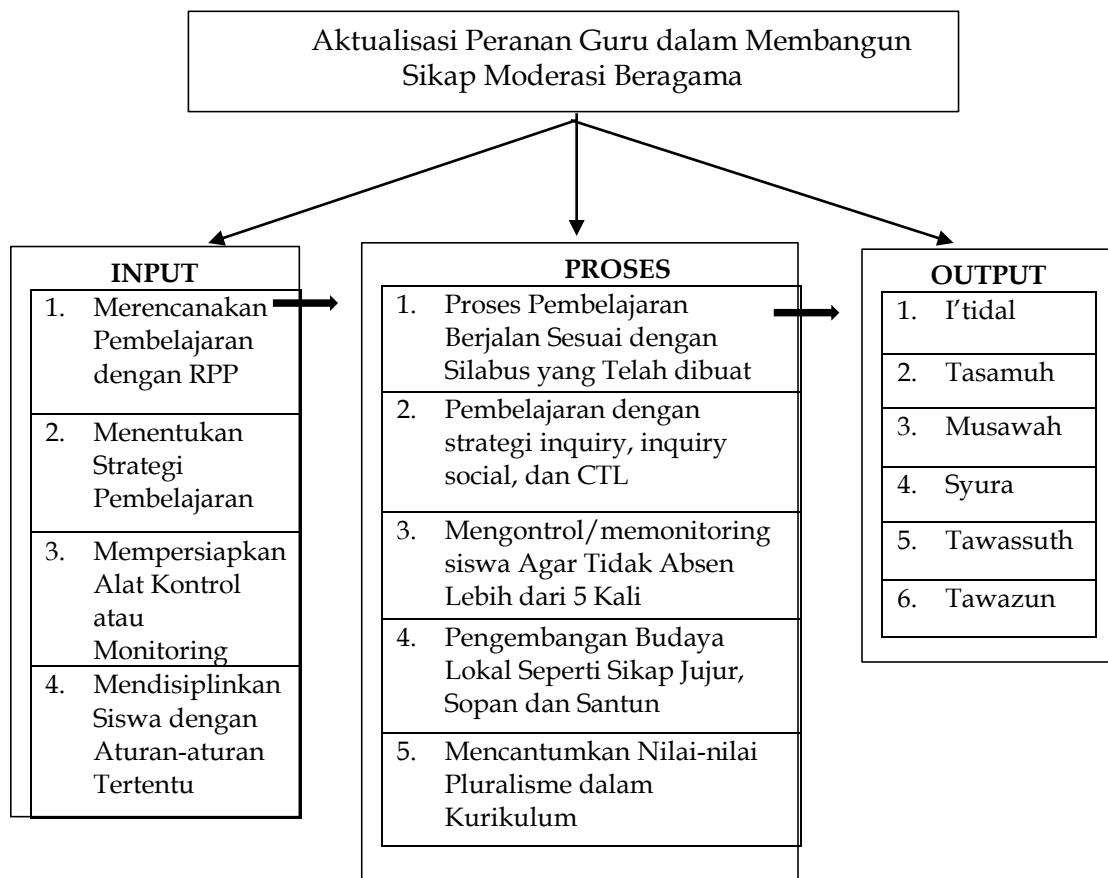 Aktualisasi Peranan Guru dalam Membangun
Sikap Moderasi Beragama
INPUT
1. Merencanakan
Pembelajaran
dengan RPP
2. Menentukan
Strategi
Pembelajaran
3. Mempersiapkan
Alat Kontrol
atau
Monitoring
4. Mendisiplinkan
Siswa dengan
Aturan-aturan
Tertentu
PROSES
1. Proses Pembelajaran
Berjalan Sesuai dengan
Silabus yang Telah dibuat
2. Pembelajaran dengan
strategi inquiry, inquiry
social, dan CTL
3. Mengontrol/memonitoring
siswa Agar Tidak Absen
Lebih dari 5 Kali
4. Pengembangan Budaya
Lokal Seperti Sikap Jujur,
Sopan dan Santun
5. Mencantumkan Nilai-nilai
Pluralisme dalam
Kurikulum
OUTPUT
1. I’tidal
2. Tasamuh
3. Musawah
4. Syura
5. Tawassuth
6. Tawazun